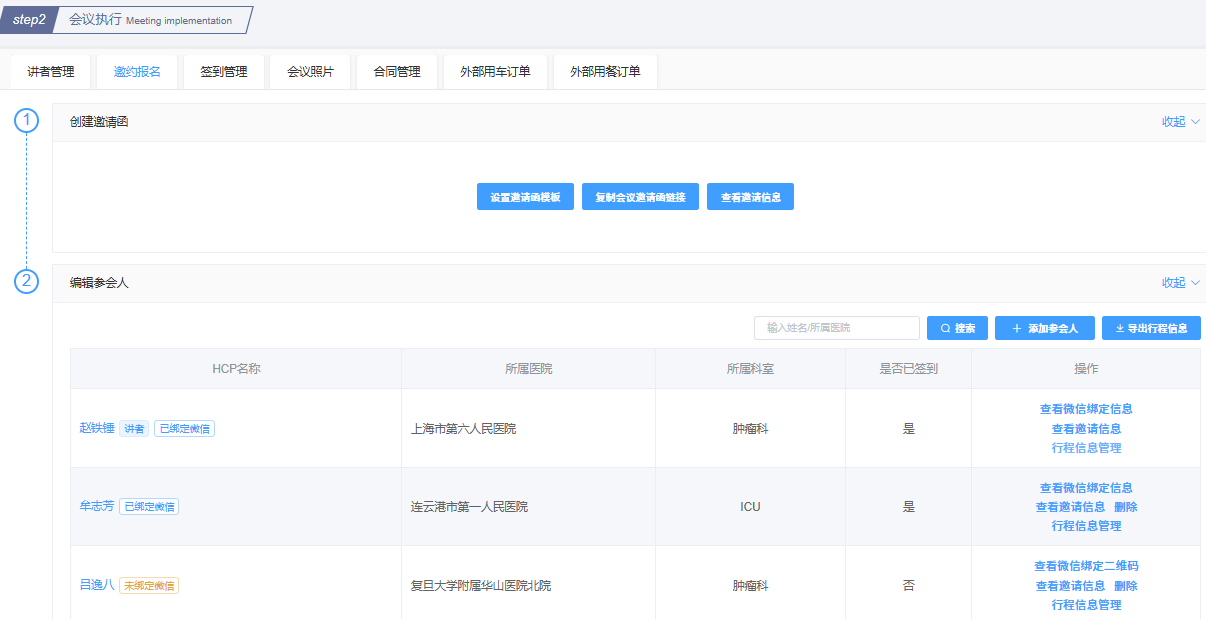 step2 会议执行 Meeting implementation
讲者管理 邀约报名 签到管理 会议照片 合同管理 外部用车订单 外部用餐订单
1 创建邀请函 收起
设置邀请函模板 复制会议邀请函链接 查看邀请信息
2 编辑参会人 收起
输入姓名/所属医院 搜索 添加参会人 导出行程信息
HCP名称 所属医院 所属科室 是否已签到 操作
查看微信绑定信息
赵铁锤 讲者 已绑定微信 上海市第六人民医院 肿瘤科 是 查看邀请信息
行程信息管理
查看微信绑定信息
牟志芳 已绑定微信 连云港市第一人民医院 ICU 是 查看邀请信息 删除
行程信息管理
查看微信绑定二维码
吕逸八 未绑定微信 复旦大学附属华山医院北院 肿瘤科 否 查看邀请信息 删除
行程信息管理